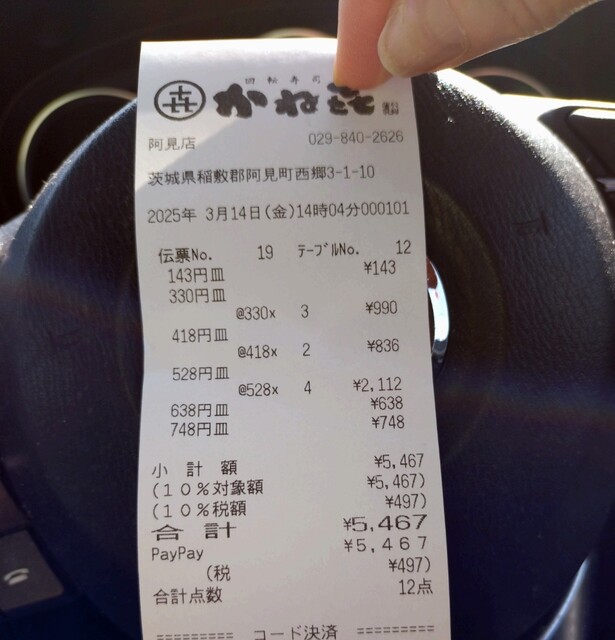 回転寿司
かね喜
阿見店 029-840-2626
茨城県稲敷郡阿見町西郷3-1-10
2025年 3月14日(金)14時04分000101
伝票No. 19 ﾃｰﾌﾞﾙNo. 12
143円皿 ¥143
330円皿
@330x 3 ¥990
418円皿
@418x 2 ¥836
528円皿
@528x 4 ¥2,112
638円皿 ¥638
748円皿 ¥748
小 計 額 ¥5,467
(10%対象額 ¥5,467)
(10%税額 ¥497)
合 計 ¥5,467
PayPay ¥5,467
(税 ¥497)
合計点数 12点
========= コード決済 =========